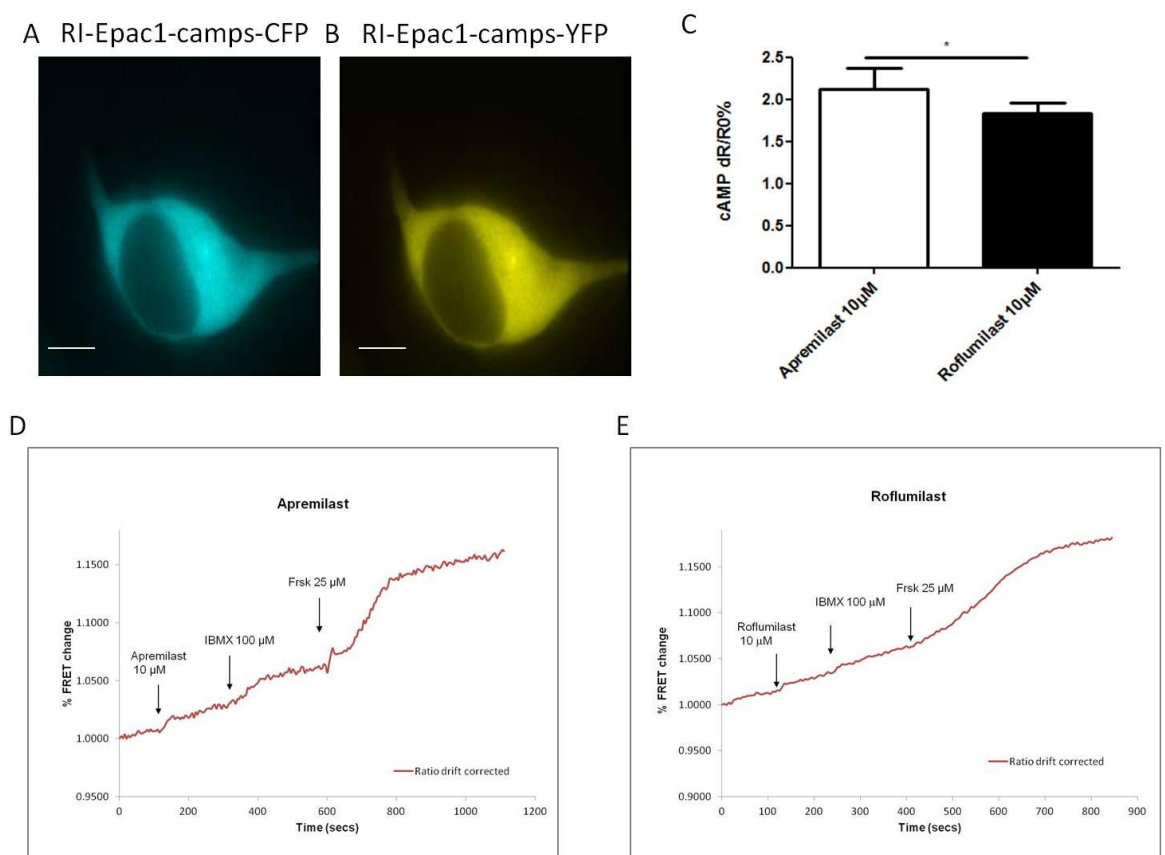 A RI-Epac1-camps-CFP
B RI-Epac1-camps-YFP
C
*
2.5
2.0
1.5
1.0
0.5
0.0
cAMP dR/R0%
Apremilast 10µM
Roflumilast 10µM
D
Apremilast
1.1500
1.1000
1.0500
1.0000
0.9500
% FRET change
Apremilast
10 µM
IBMX 100 µM
Frsk 25 µM
Ratio drift corrected
0 200 400 600 800 1000 1200
Time (secs)
E
Roflumilast
1.1500
1.1000
1.0500
1.0000
0.9500
0.9000
% FRET change
Roflumilast
10 µM
IBMX 100 µM
Frsk 25 µM
Ratio drift corrected
0 100 200 300 400 500 600 700 800 900
Time (secs)